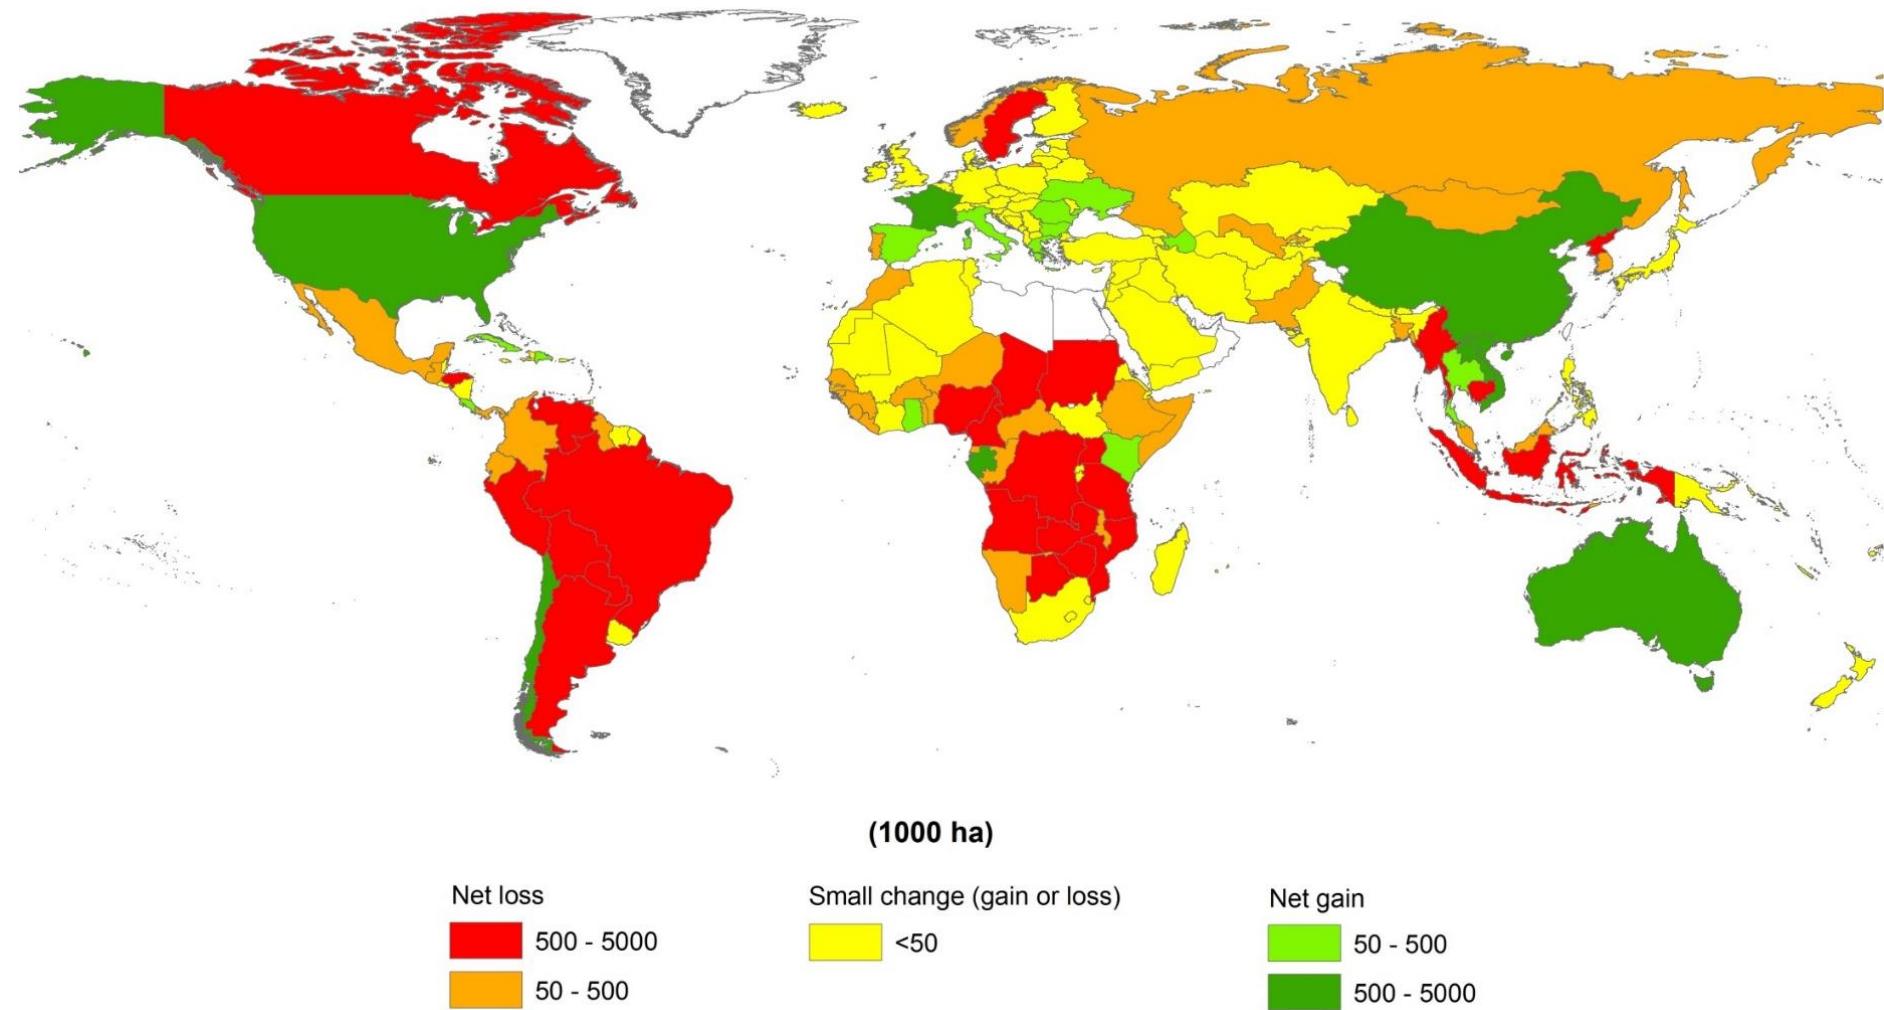 (1000 ha)
Net loss
500 - 5000
50 - 500
Small change (gain or loss)
<50
Net gain
50 - 500
500 - 5000